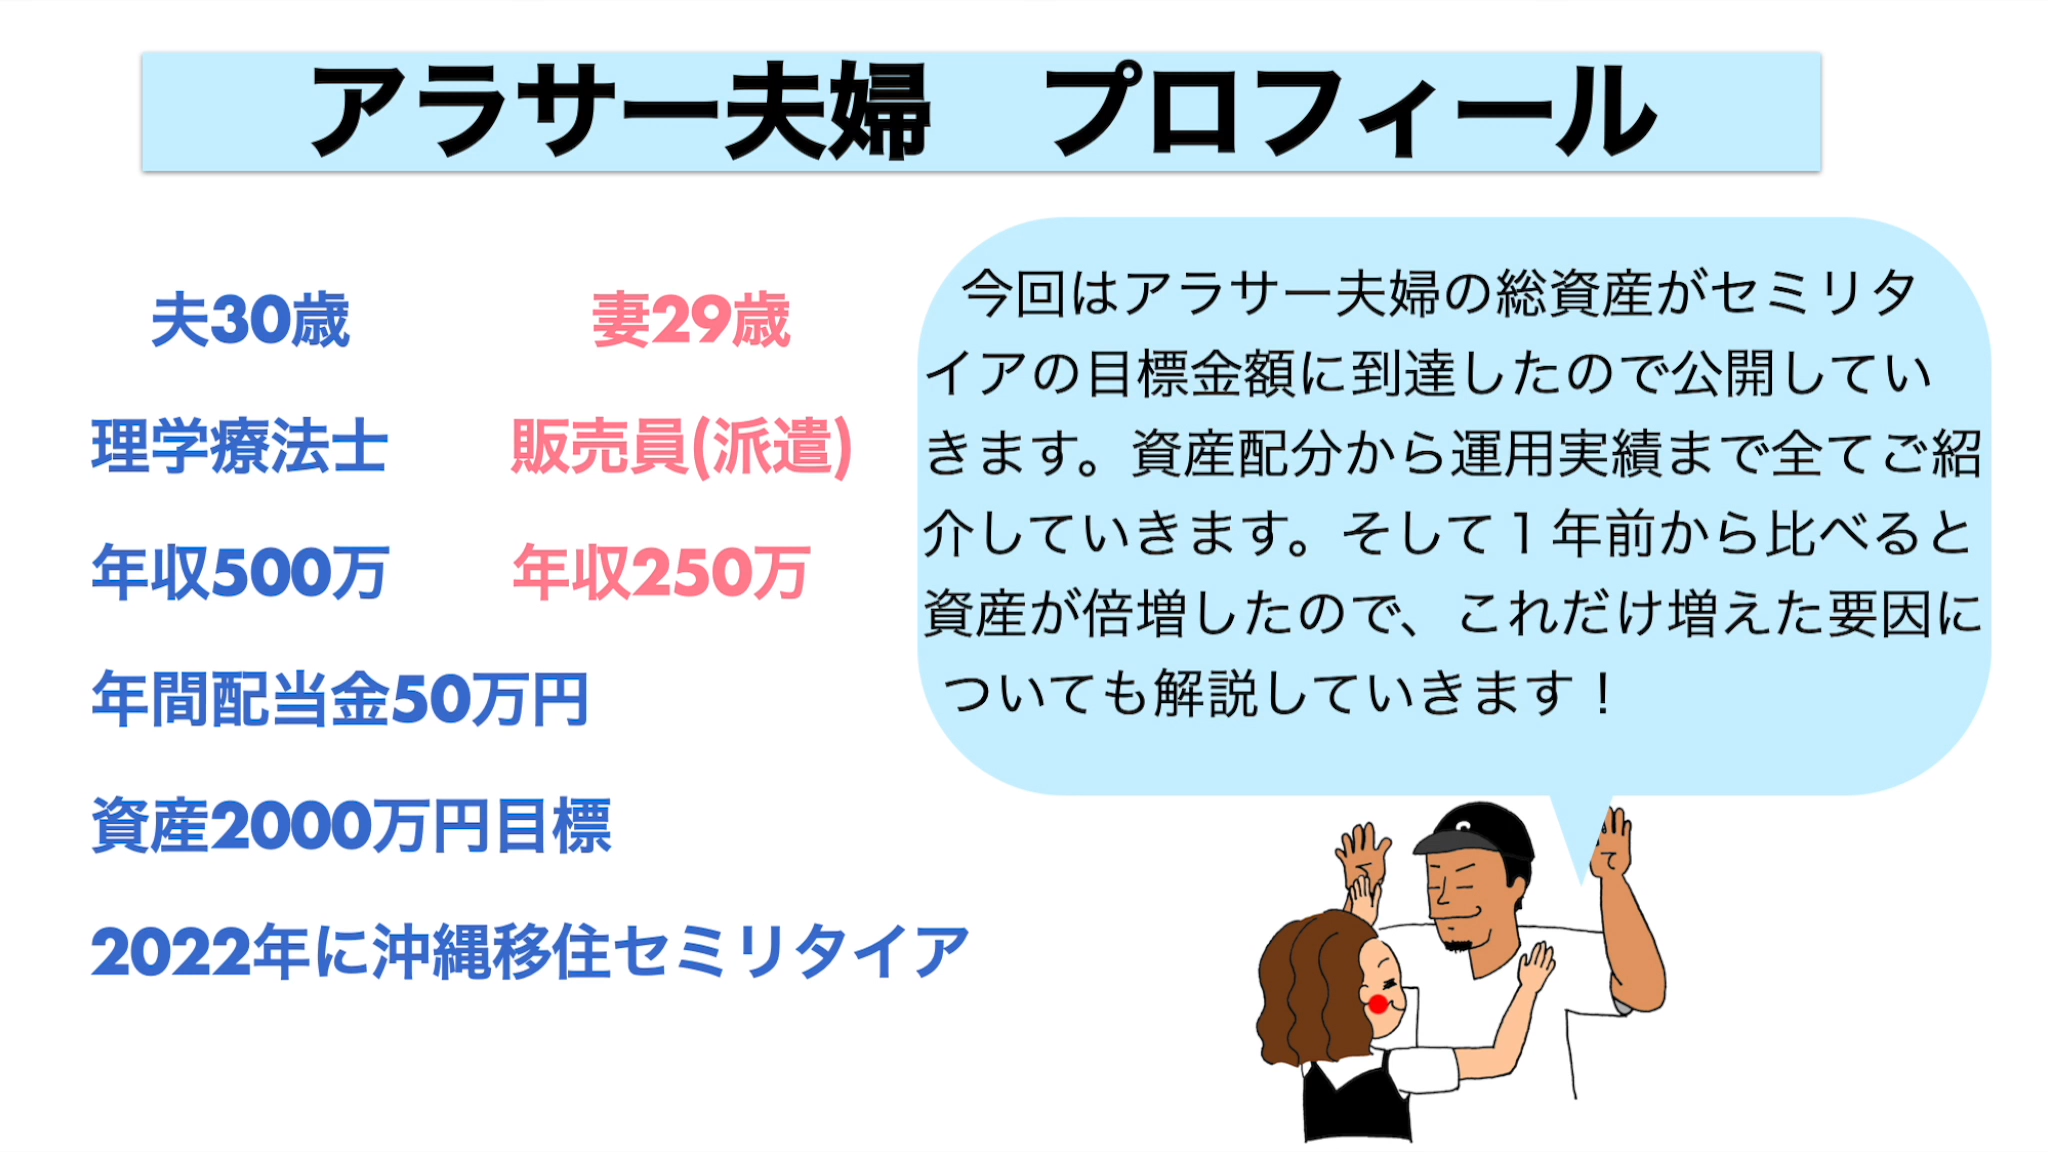 アラサー夫婦　プロフィール
夫30歳
妻29歳
理学療法士
販売員(派遣)
年収500万
年収250万
年間配当金50万円
資産2000万円目標
2022年に沖縄移住セミリタイア
今回はアラサー夫婦の総資産がセミリタ
イアの目標金額に到達したので公開してい
きます。資産配分から運用実績まで全てご紹
介していきます。そして１年前から比べると
資産が倍増したので、これだけ増えた要因に
ついても解説していきます！